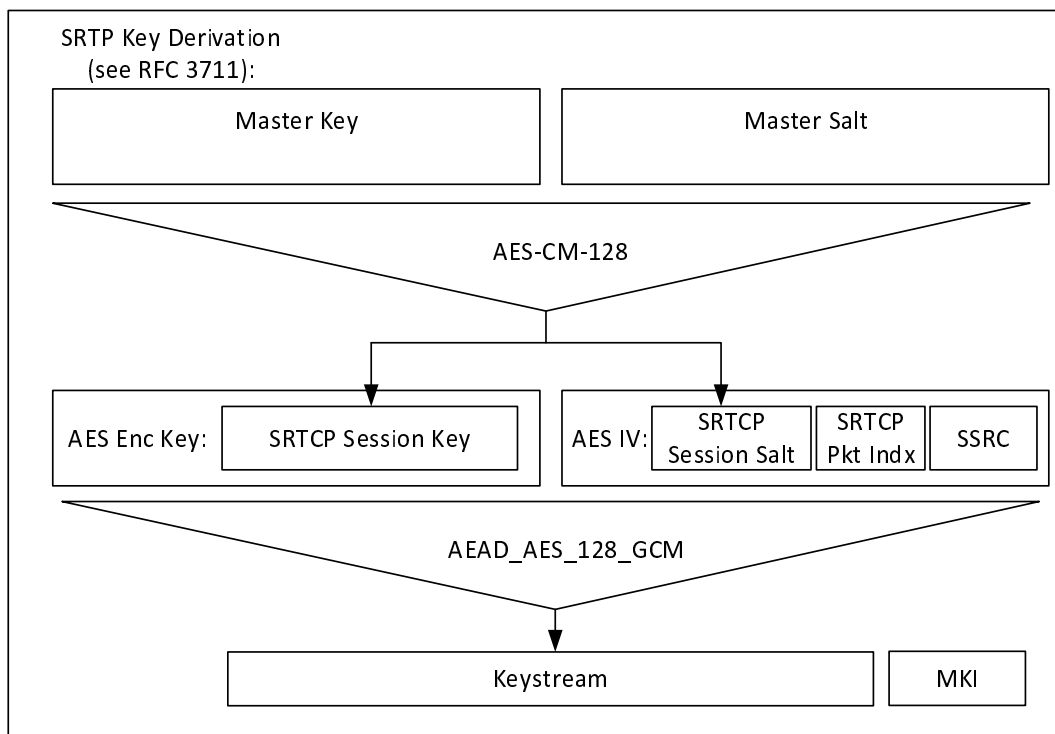 SRTP Key Derivation
(see RFC 3711):
Master Key
Master Salt
AES-CM-128
AES Enc Key:
SRTCP Session Key
AES IV:
SRTCP
Session Salt
SRTCP
Pkt Indx
SSRC
AEAD_AES_128_GCM
Keystream
MKI